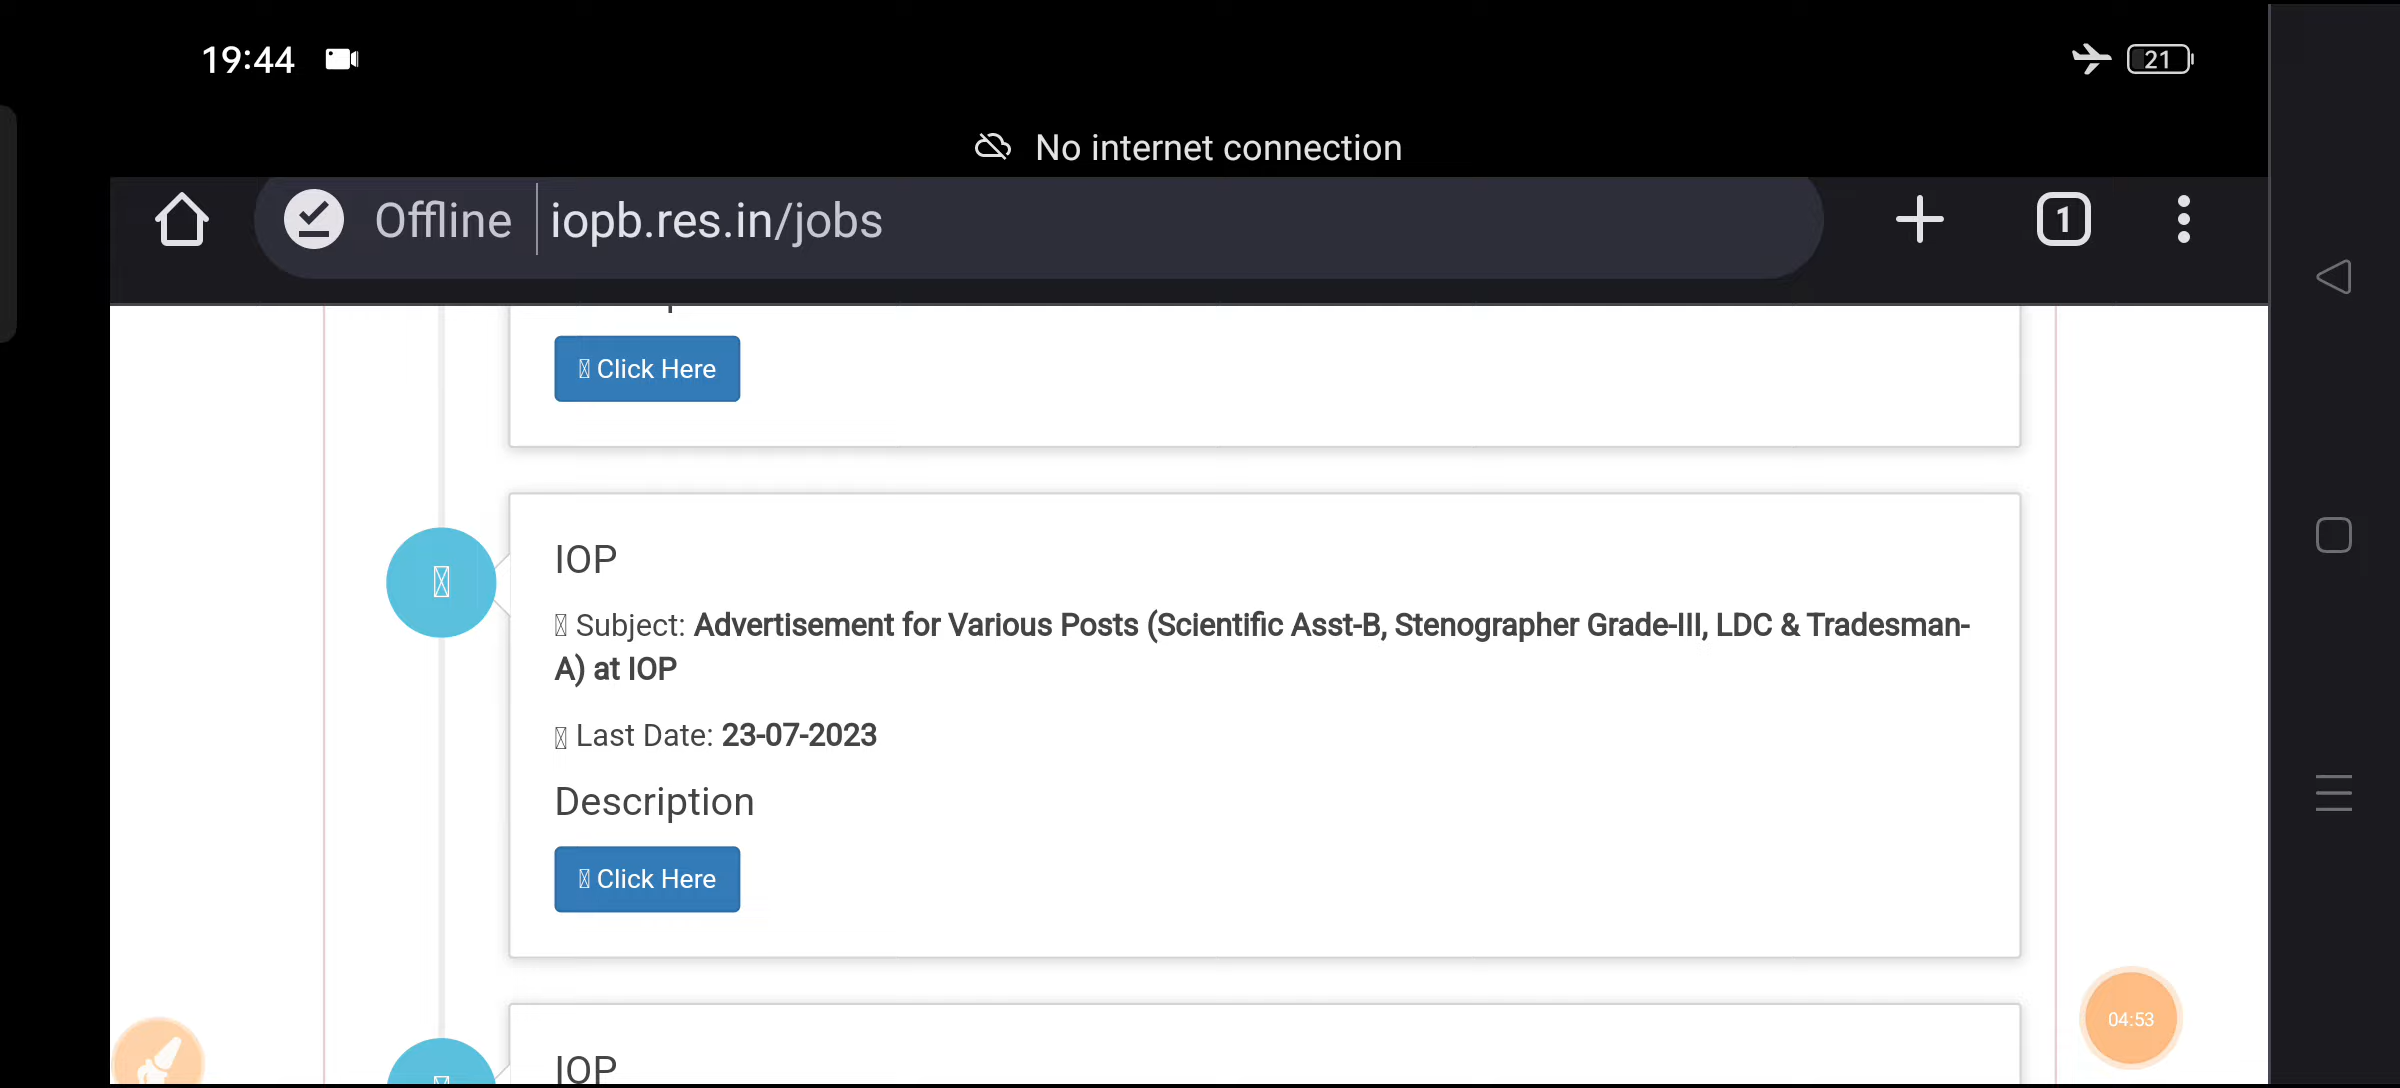 19:44
21
No internet connection
Offline
iopb.res.in/jobs
1
Click Here
IOP
Subject: Advertisement for Various Posts (Scientific Asst-B, Stenographer Grade-III, LDC & Tradesman-
A) at IOP
Last Date: 23-07-2023
Description
Click Here
04:53
IOP